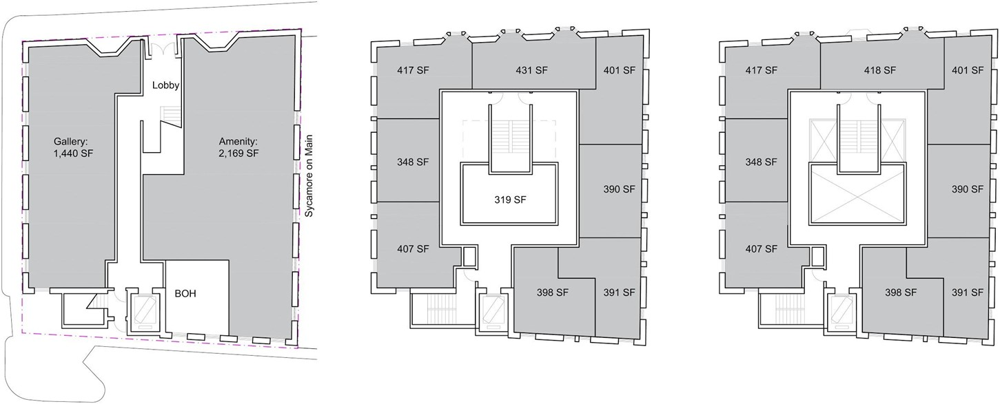 Lobby
Gallery:
1,440 SF
Amenity:
2,169 SF
BOH
Sycamore on Main
417 SF
431 SF
401 SF
348 SF
319 SF
390 SF
407 SF
398 SF
391 SF
417 SF
418 SF
401 SF
348 SF
390 SF
407 SF
398 SF
391 SF